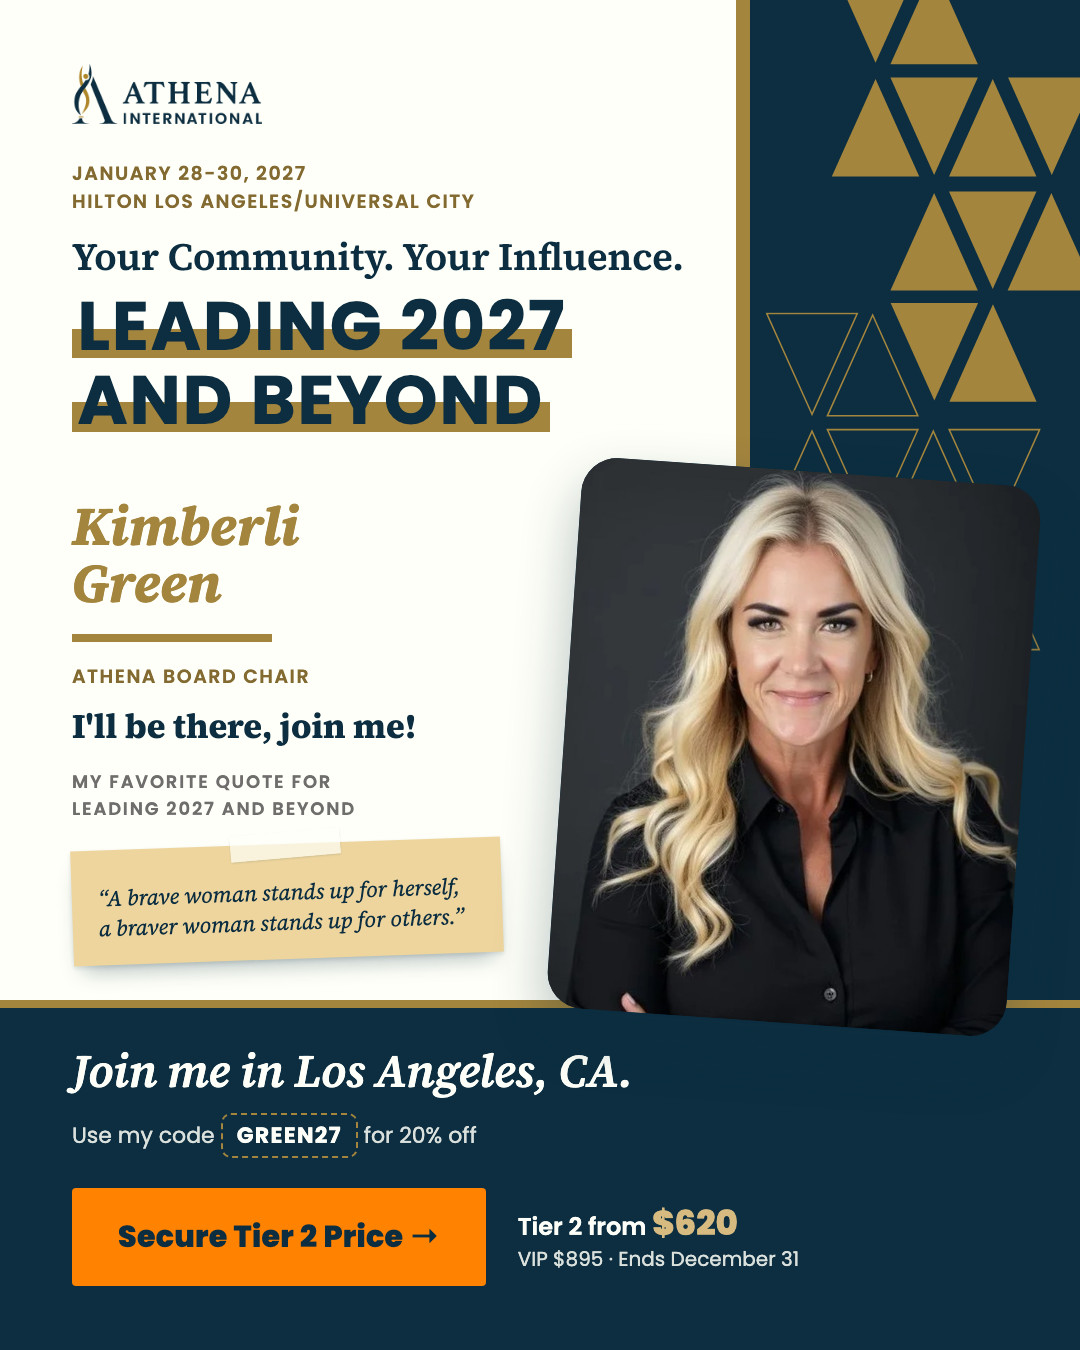 ATHENA
INTERNATIONAL
JANUARY 28-30, 2027
HILTON LOS ANGELES/UNIVERSAL CITY
Your Community. Your Influence.
LEADING 2027
AND BEYOND
Kimberli
Green
ATHENA BOARD CHAIR
I'll be there, join me!
MY FAVORITE QUOTE FOR
LEADING 2027 AND BEYOND
“A brave woman stands up for herself,
a braver woman stands up for others.”
Join me in Los Angeles, CA.
Use my code GREEN27 for 20% off
Secure Tier 2 Price →
Tier 2 from $620
VIP $895 · Ends December 31